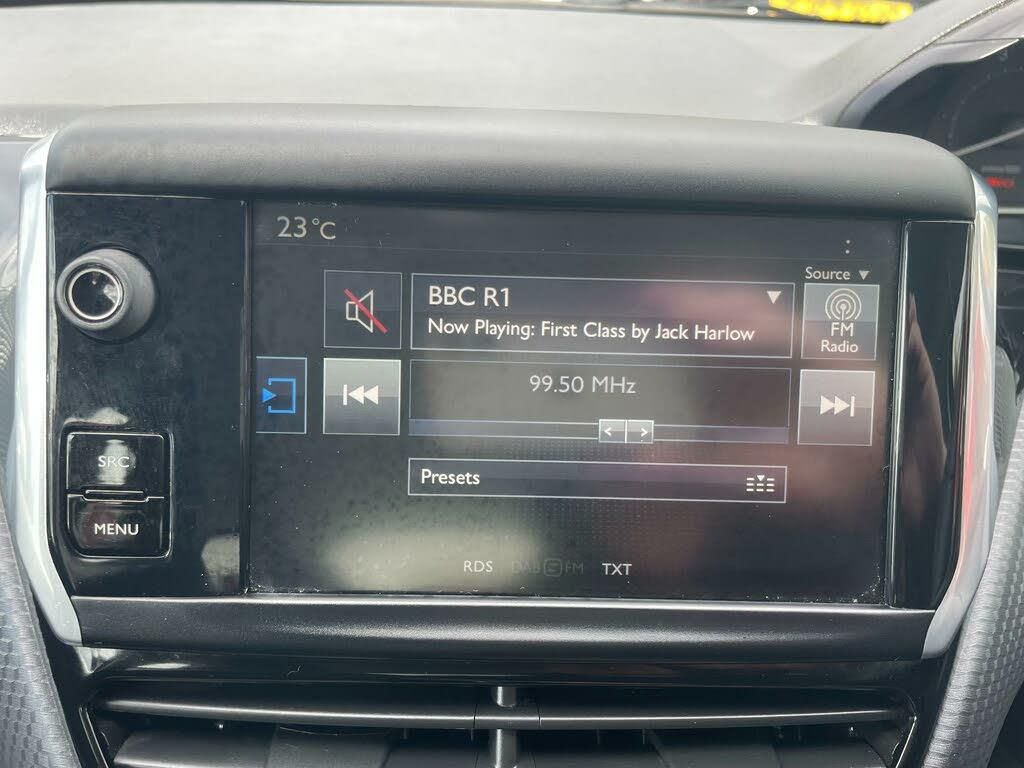 23°C
Source
BBC R1
Now Playing: First Class by Jack Harlow
FM
Radio
99.50 MHz
SRC
Presets
MENU
RDS DAB FM TXT